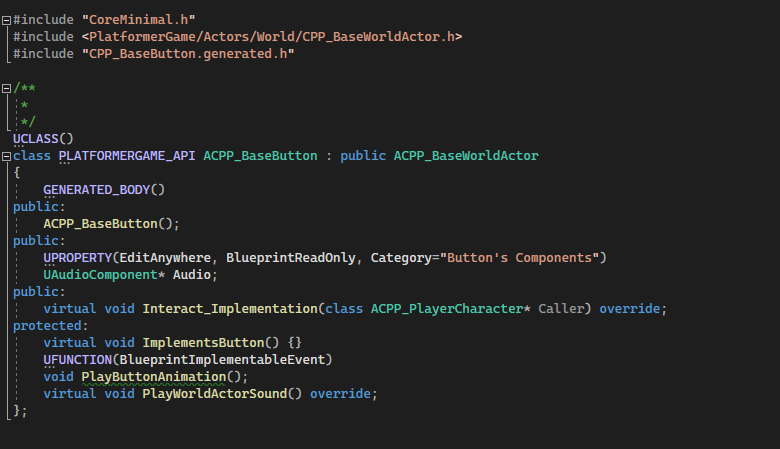 #include "CoreMinimal.h"
#include <PlatformerGame/Actors/World/CPP_BaseWorldActor.h>
#include "CPP_BaseButton.generated.h"
/**
*
*/
UCLASS()
class PLATFORMERGAME_API ACPP_BaseButton : public ACPP_BaseWorldActor
{
GENERATED_BODY()
public:
ACPP_BaseButton();
public:
UPROPERTY(EditAnywhere, BlueprintReadOnly, Category="Button's Components")
UAudioComponent* Audio;
public:
virtual void Interact_Implementation(class ACPP_PlayerCharacter* Caller) override;
protected:
virtual void ImplementsButton() {}
UFUNCTION(BlueprintImplementableEvent)
void PlayButtonAnimation();
virtual void PlayWorldActorSound() override;
};